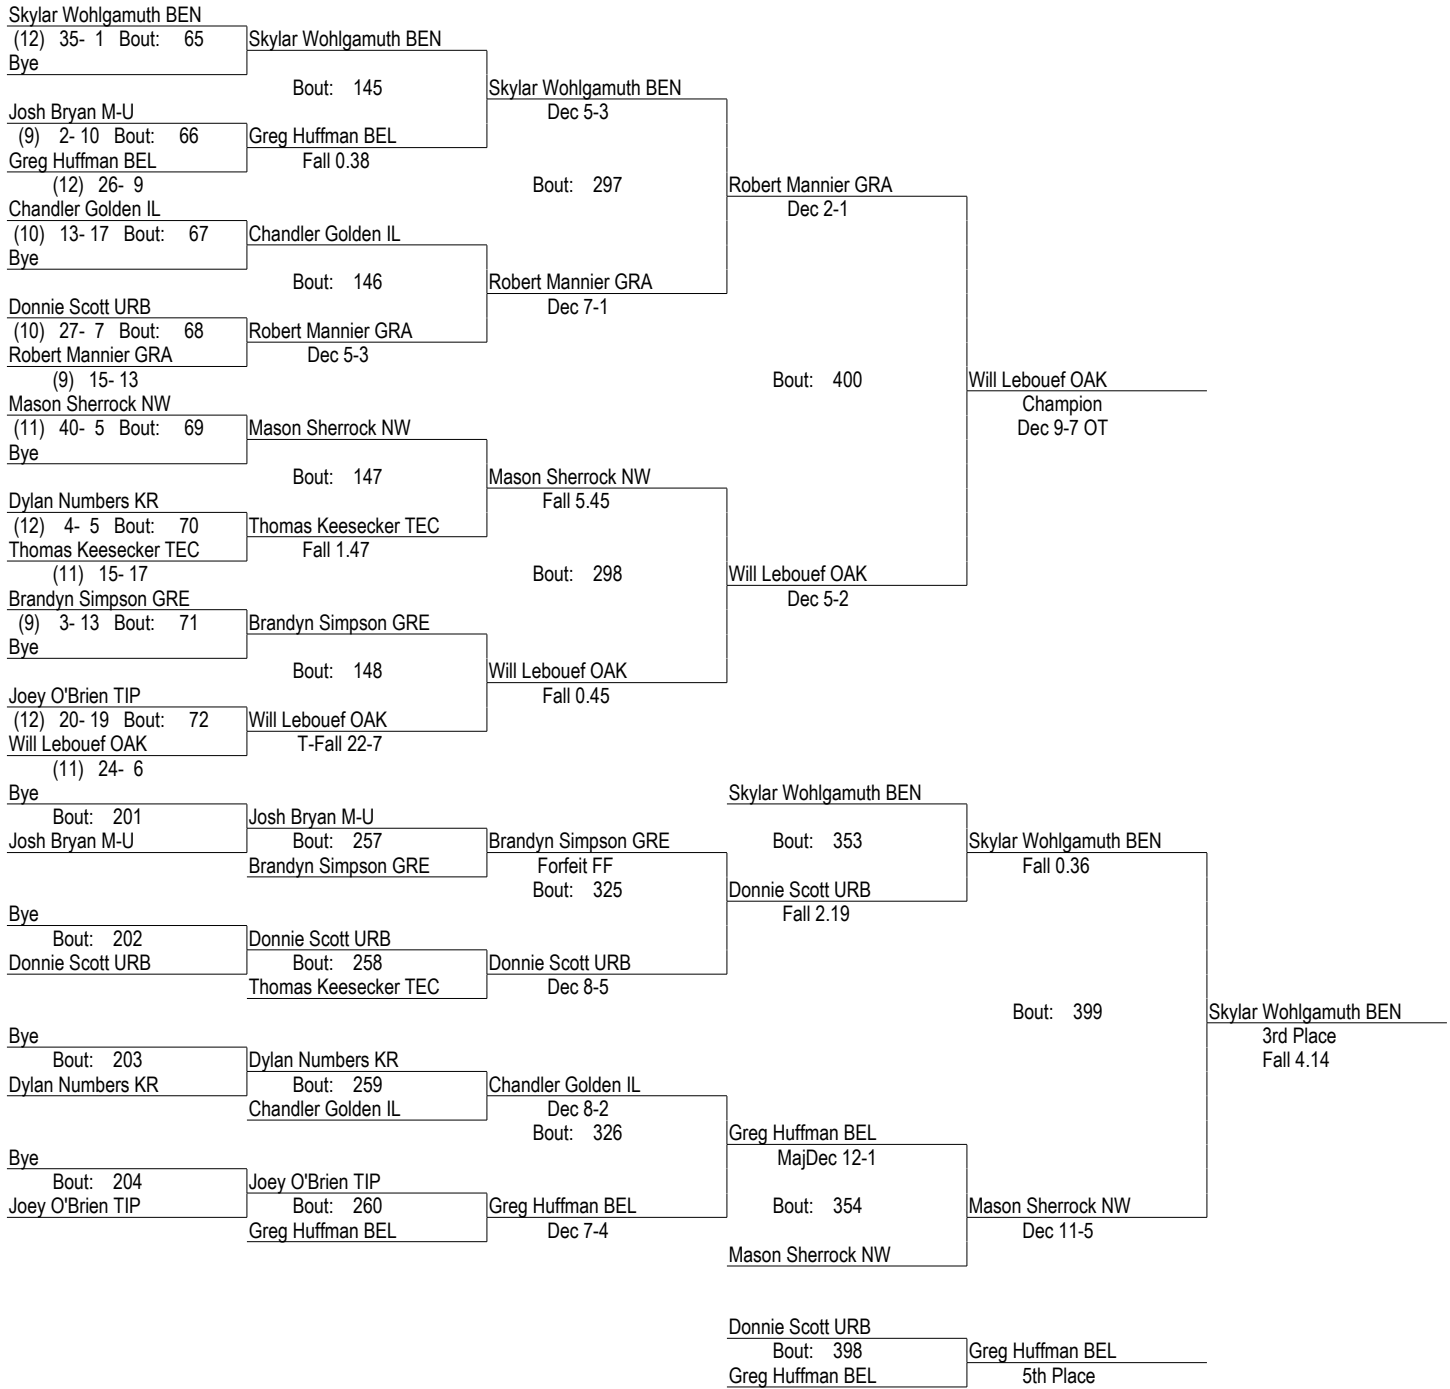 Skylar Wohlgamuth BEN
(12) 35- 1 Bout: 65
Bye
Skylar Wohlgamuth BEN
Bout: 145
Josh Bryan M-U
(9) 2- 10 Bout: 66
Greg Huffman BEL
(12) 26- 9
Greg Huffman BEL
Fall 0.38
Skylar Wohlgamuth BEN
Dec 5-3
Bout: 297
Chandler Golden IL
(10) 13- 17 Bout: 67
Bye
Chandler Golden IL
Bout: 146
Donnie Scott URB
(10) 27- 7 Bout: 68
Robert Mannier GRA
(9) 15- 13
Robert Mannier GRA
Dec 5-3
Robert Mannier GRA
Dec 7-1
Robert Mannier GRA
Dec 2-1
Bout: 400
Mason Sherrock NW
(11) 40- 5 Bout: 69
Bye
Mason Sherrock NW
Bout: 147
Dylan Numbers KR
(12) 4- 5 Bout: 70
Thomas Keesecker TEC
(11) 15- 17
Thomas Keesecker TEC
Fall 1.47
Mason Sherrock NW
Fall 5.45
Bout: 298
Brandyn Simpson GRE
(9) 3- 13 Bout: 71
Bye
Brandyn Simpson GRE
Bout: 148
Joey O'Brien TIP
(12) 20- 19 Bout: 72
Will Lebouef OAK
(11) 24- 6
Will Lebouef OAK
T-Fall 22-7
Will Lebouef OAK
Fall 0.45
Will Lebouef OAK
Dec 5-2
Will Lebouef OAK
Champion
Dec 9-7 OT
Bye
Bout: 201
Josh Bryan M-U
Josh Bryan M-U
Bout: 257
Brandyn Simpson GRE
Brandyn Simpson GRE
Forfeit FF
Bout: 325
Bye
Bout: 202
Donnie Scott URB
Donnie Scott URB
Bout: 258
Thomas Keesecker TEC
Donnie Scott URB
Dec 8-5
Skylar Wohlgamuth BEN
Bout: 353
Donnie Scott URB
Fall 2.19
Skylar Wohlgamuth BEN
Fall 0.36
Bout: 399
Bye
Bout: 203
Dylan Numbers KR
Dylan Numbers KR
Bout: 259
Chandler Golden IL
Chandler Golden IL
Dec 8-2
Bout: 326
Bye
Bout: 204
Joey O'Brien TIP
Joey O'Brien TIP
Bout: 260
Greg Huffman BEL
Greg Huffman BEL
Dec 7-4
Greg Huffman BEL
MajDec 12-1
Bout: 354
Mason Sherrock NW
Mason Sherrock NW
Dec 11-5
Skylar Wohlgamuth BEN
3rd Place
Fall 4.14
Donnie Scott URB
Bout: 398
Greg Huffman BEL
Greg Huffman BEL
5th Place